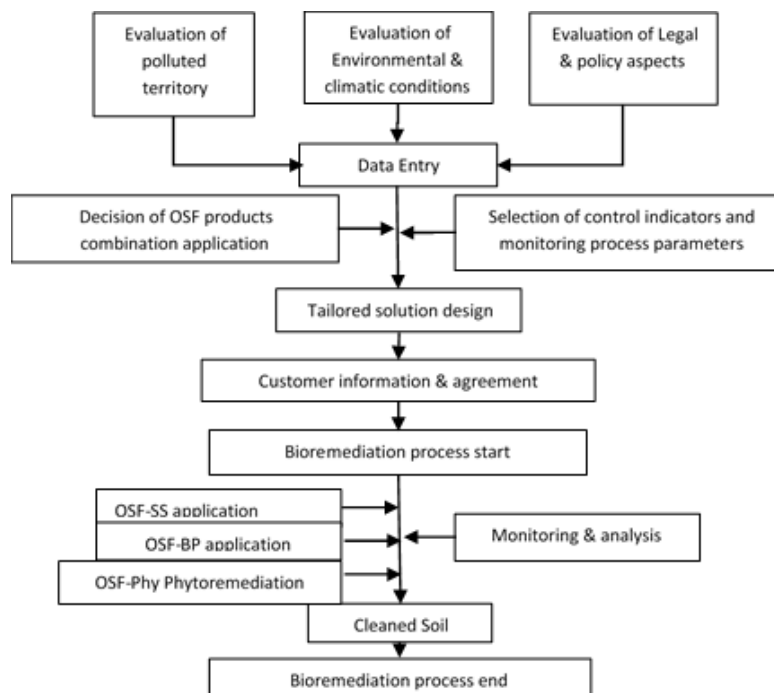 Evaluation of
polluted
territory
Evaluation of
Environmental &
climatic conditions
Evaluation of Legal
& policy aspects
Data Entry
Decision of OSF products
combination application
Selection of control indicators and
monitoring process parameters
Tailored solution design
Customer information & agreement
Bioremediation process start
OSF-SS application
OSF-BP application
Monitoring & analysis
OSF-Phy Phytoremediation
Cleaned Soil
Bioremediation process end